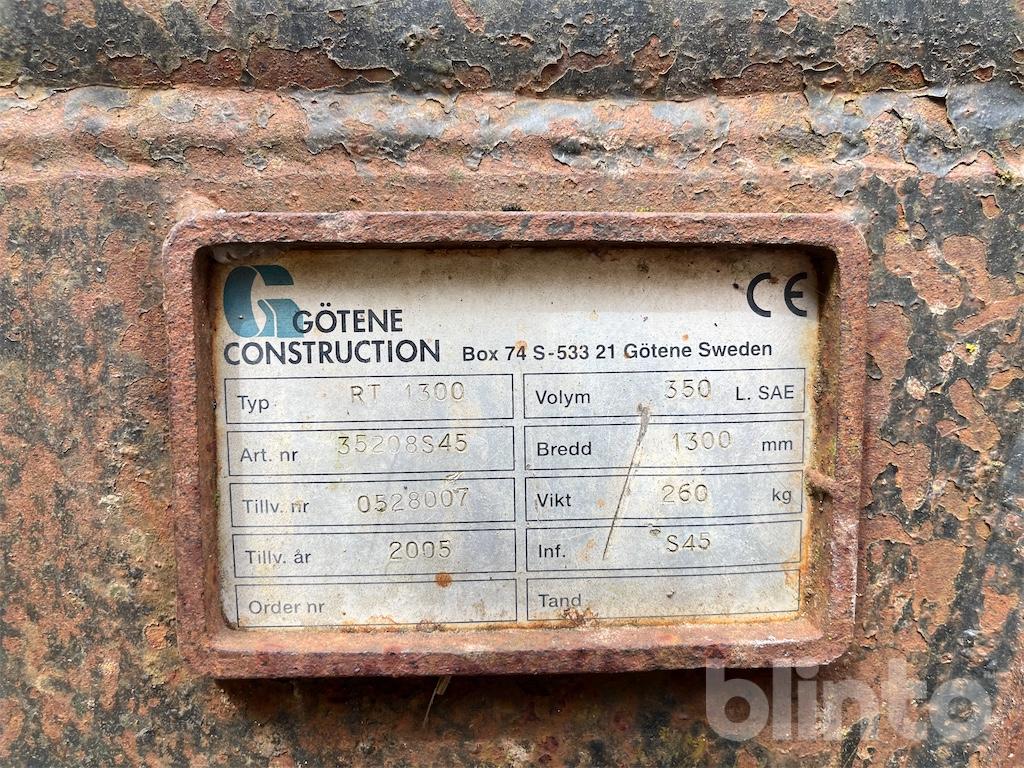 GÖTENE
CONSTRUCTION Box 74 S-533 21 Götene Sweden
CE
Typ RT 1300
Volym 350 L. SAE
Art. nr 35208S45
Bredd 1300 mm
Tillv. nr 0528007
Vikt 260 kg
Tillv. år 2005
Inf. S45
Order nr
Tand
blinto